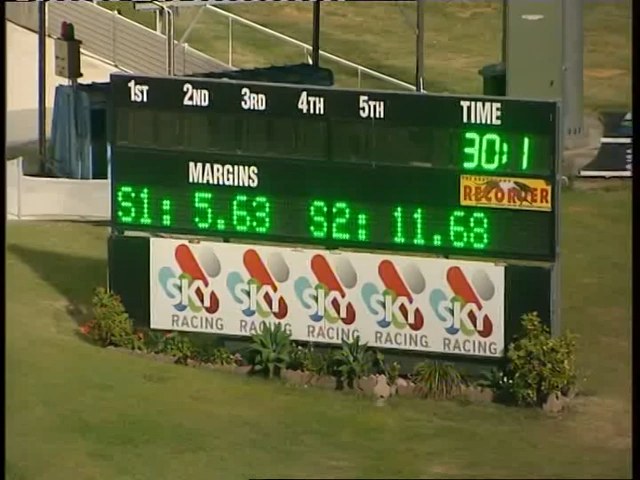 1ST 2ND 3RD 4TH 5TH TIME
30:1
MARGINS
RECORDER
S1: 5.63 S2: 11.68
SKY RACING SKY RACING SKY RACING SKY RACING SKY RACING